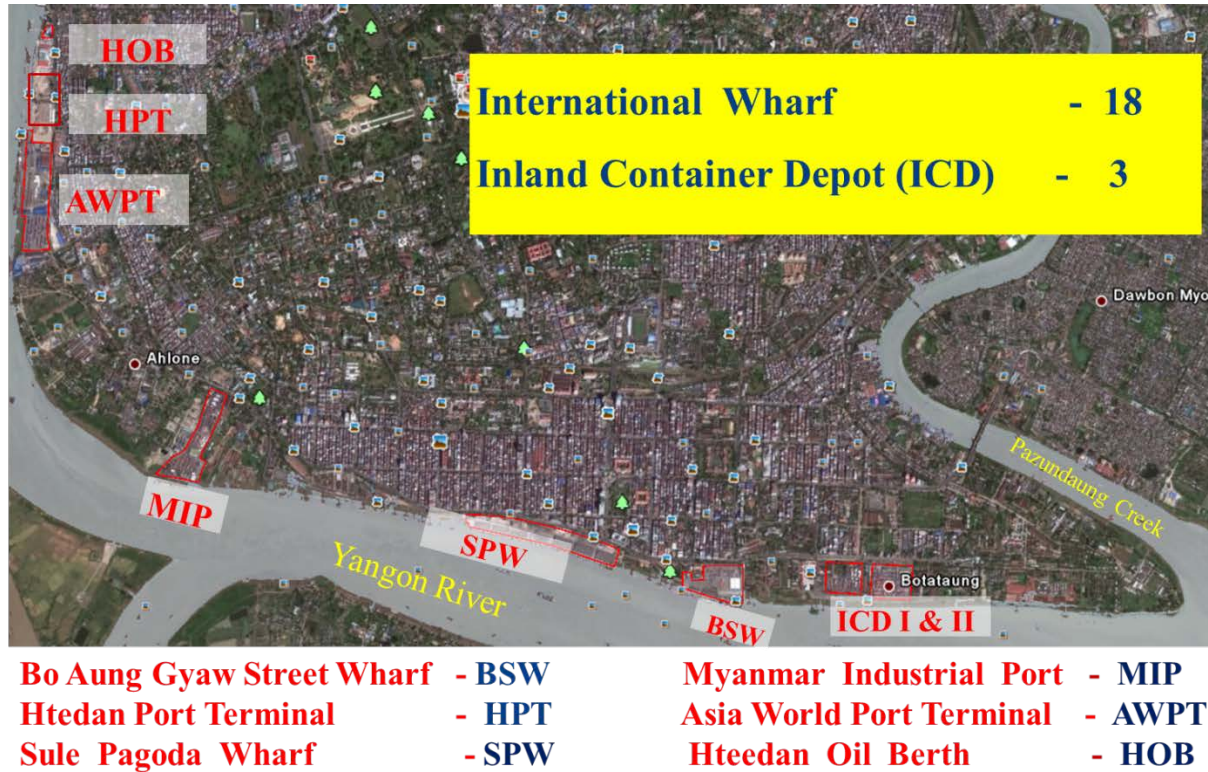 HOB
HPT
AWPT
International Wharf - 18
Inland Container Depot (ICD) - 3
Dawbon Myo
Ahlone
Pazundaung Creek
MIP
SPW
Yangon River
Botataung
BSW
ICD I & II
Bo Aung Gyaw Street Wharf - BSW
Myanmar Industrial Port - MIP
Htedan Port Terminal - HPT
Asia World Port Terminal - AWPT
Sule Pagoda Wharf - SPW
Hteedan Oil Berth - HOB